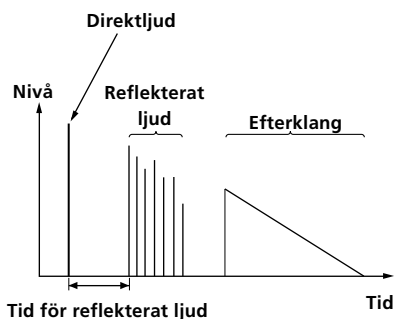 Direktljud
Nivå
Reflekterat
ljud
Efterklang
Tid
Tid för reflekterat ljud